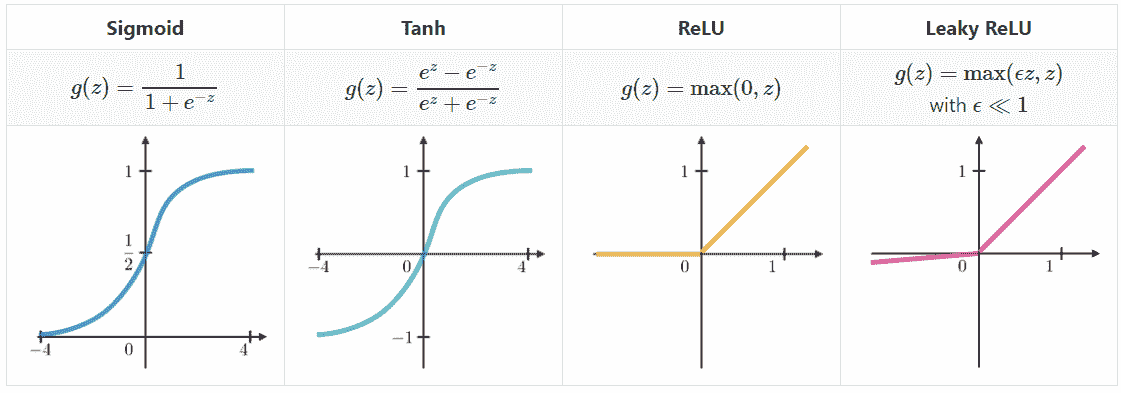 Sigmoid
Tanh
ReLU
Leaky ReLU
g(z) = 1 / (1 + e^{-z})
g(z) = (e^z − e^{-z}) / (e^z + e^{-z})
g(z) = max(0, z)
g(z) = max(ϵz, z)
with ϵ ≪ 1
1
1/2
−4
0
4
1
−4
0
4
−1
1
0
1
1
0
1